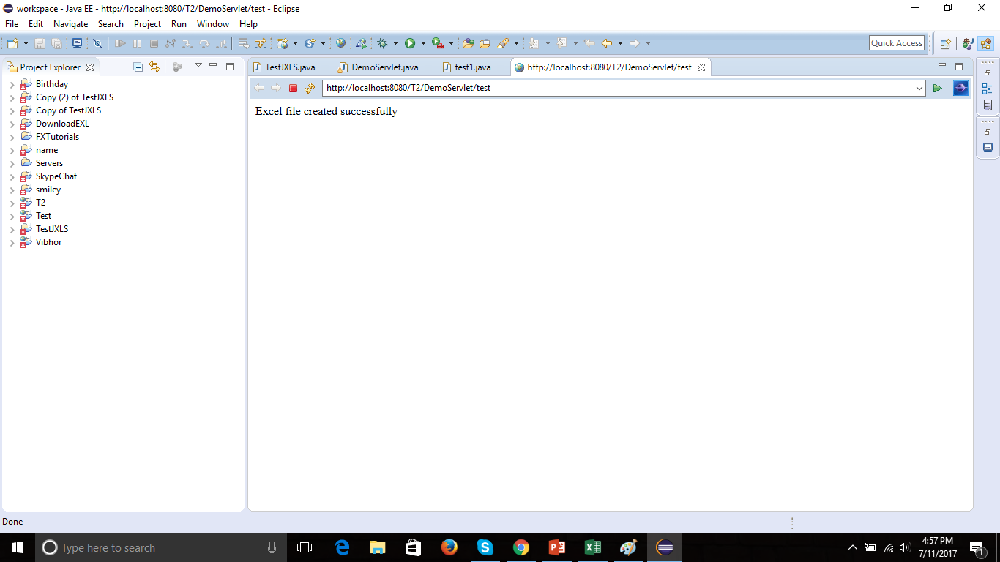 workspace - Java EE - http://localhost:8080/T2/DemoServlet/test - Eclipse
File Edit Navigate Search Project Run Window Help
Quick Access
Project Explorer
TestJXLS.java DemoServlet.java test1.java http://localhost:8080/T2/DemoServlet/test
http://localhost:8080/T2/DemoServlet/test
Birthday
Copy (2) of TestJXLS
Copy of TestJXLS
DownloadEXL
FXTutorials
name
Servers
SkypeChat
smiley
T2
Test
TestJXLS
Vibhor
Excel file created successfully
Done
Type here to search
4:57 PM
7/11/2017
1